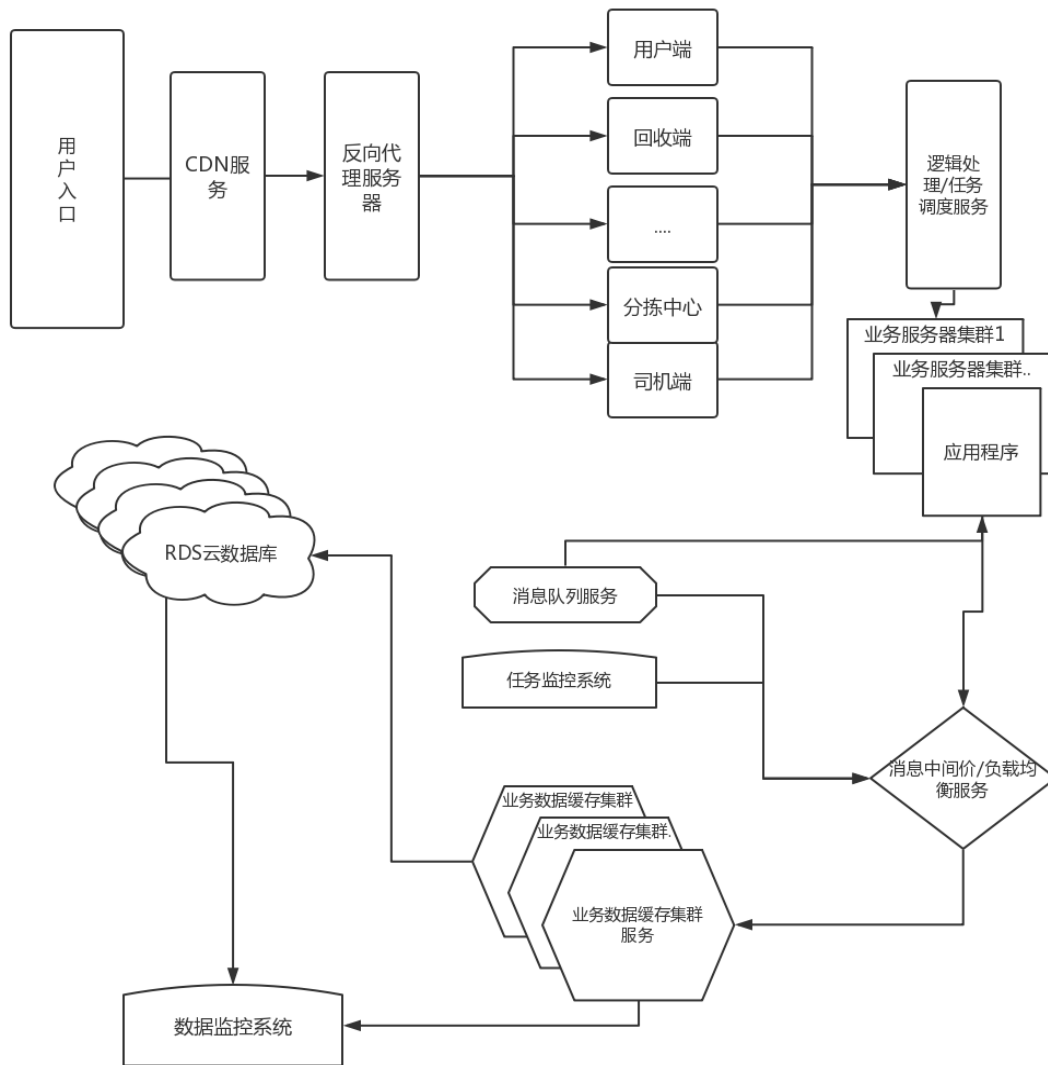 用
户
入
口
CDN服
务
反向代
理服务
器
用户端
回收端
....
分拣中心
司机端
逻辑处
理/任务
调度服务
业务服务器集群1
业务服务器集群..
应用程序
RDS云数据库
消息队列服务
任务监控系统
消息中间价/负载均
衡服务
业务数据缓存集群
业务数据缓存集群.
业务数据缓存集群
服务
数据监控系统